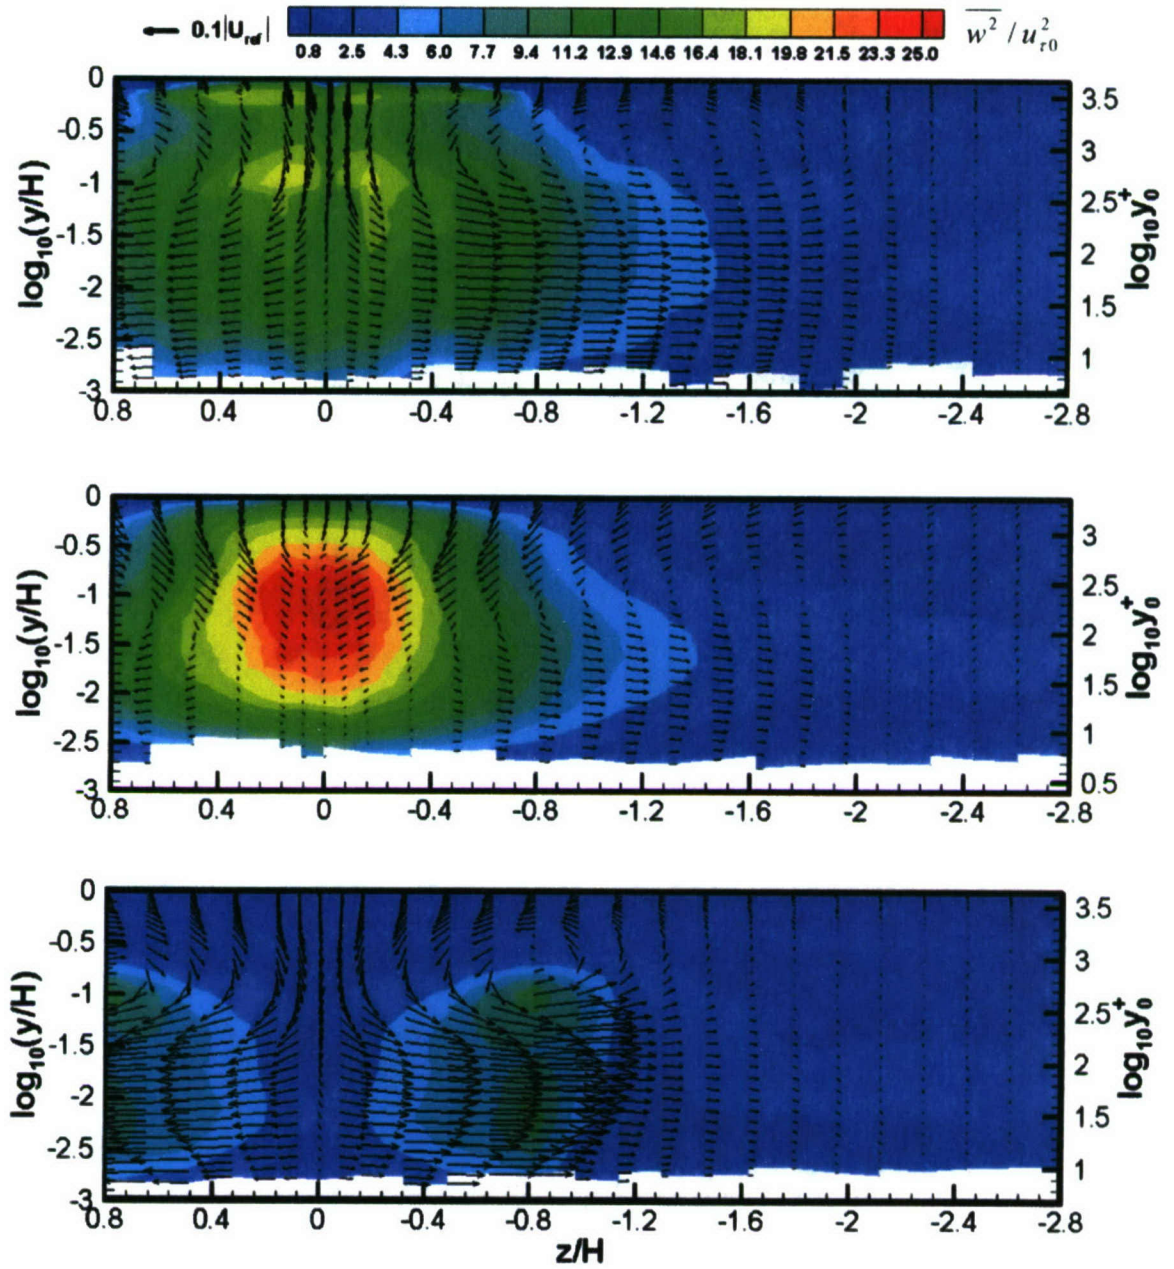 0.1|U_ref|
0.8 2.5 4.3 6.0 7.7 9.4 11.2 12.9 14.6 16.4 18.1 19.8 21.5 23.3 25.0
w² / u²τ0
log₁₀(y/H)
0 -0.5 -1 -1.5 -2 -2.5 -3
3.5 3 2.5 2 1.5 1
log₁₀y₀⁺
0.8 0.4 0 -0.4 -0.8 -1.2 -1.6 -2 -2.4 -2.8
log₁₀(y/H)
0 -0.5 -1 -1.5 -2 -2.5 -3
3 2.5 2 1.5 1 0.5
log₁₀y₀⁺
0.8 0.4 0 -0.4 -0.8 -1.2 -1.6 -2 -2.4 -2.8
log₁₀(y/H)
0 -0.5 -1 -1.5 -2 -2.5 -3
3.5 3 2.5 2 1.5 1
log₁₀y₀⁺
0.8 0.4 0 -0.4 -0.8 -1.2 -1.6 -2 -2.4 -2.8
z/H